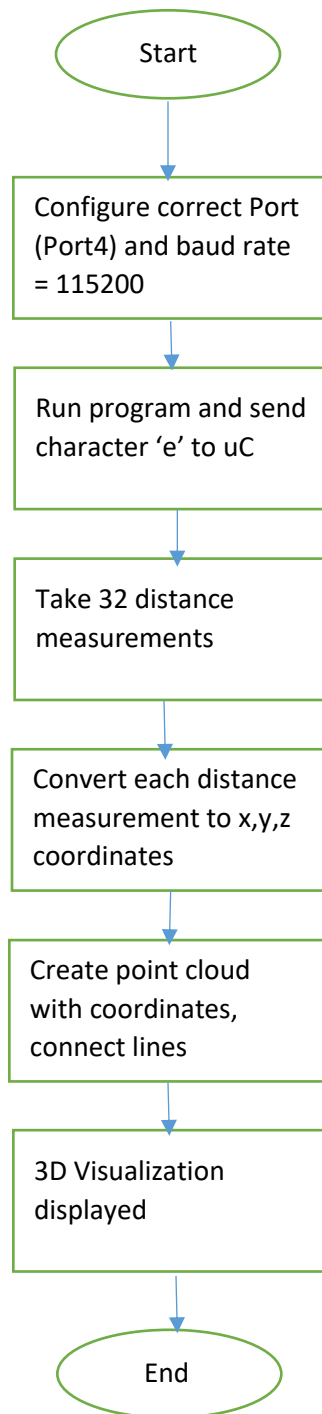 Start
Configure correct Port
(Port4) and baud rate
= 115200
Run program and send
character ‘e’ to uC
Take 32 distance
measurements
Convert each distance
measurement to x,y,z
coordinates
Create point cloud
with coordinates,
connect lines
3D Visualization
displayed
End